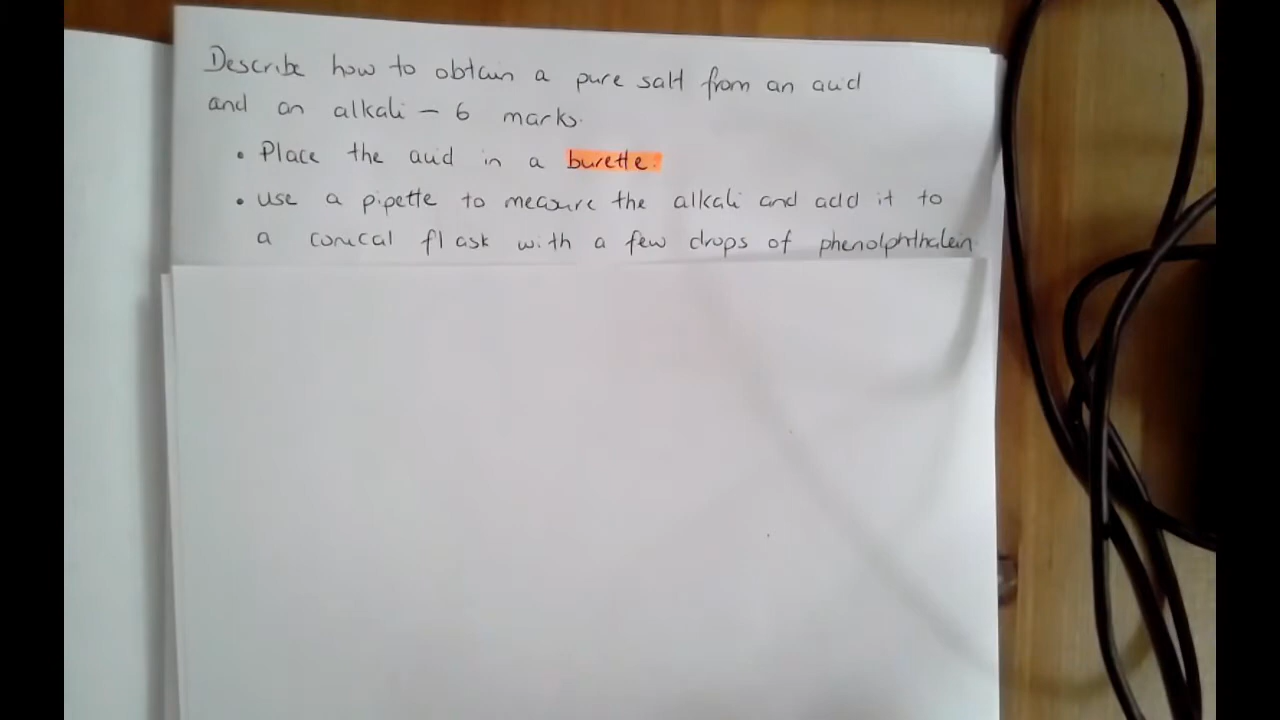 Describe how to obtain a pure salt from an acid
and an alkali – 6 marks.
• Place the acid in a burette.
• use a pipette to measure the alkali and add it to
a conical flask with a few drops of phenolphthalein